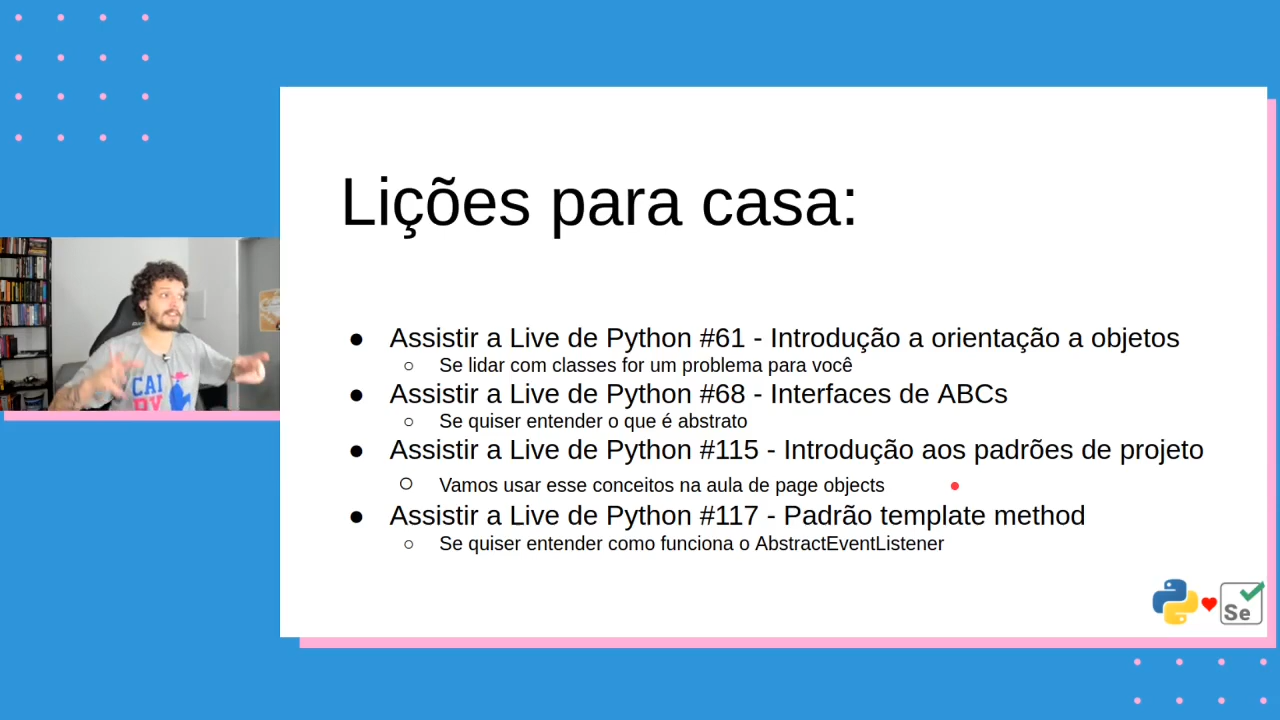 Lições para casa:
● Assistir a Live de Python #61 - Introdução a orientação a objetos
○ Se lidar com classes for um problema para você
● Assistir a Live de Python #68 - Interfaces de ABCs
○ Se quiser entender o que é abstrato
● Assistir a Live de Python #115 - Introdução aos padrões de projeto
○ Vamos usar esse conceitos na aula de page objects
● Assistir a Live de Python #117 - Padrão template method
○ Se quiser entender como funciona o AbstractEventListener
Se
CAI